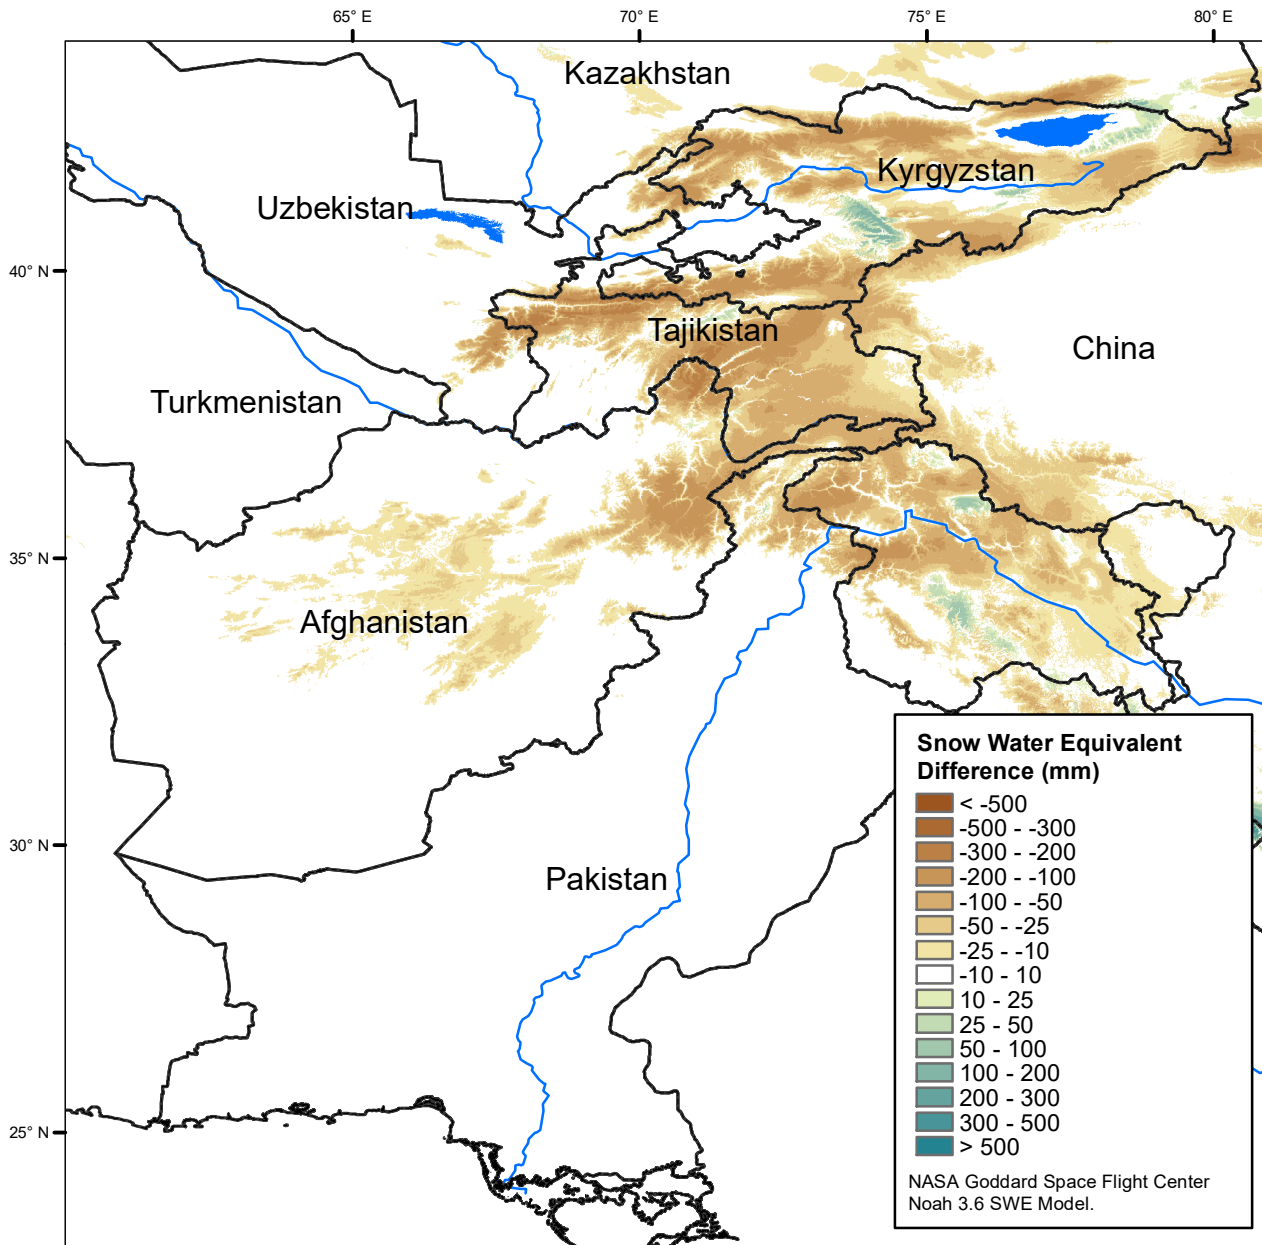 65° E
70° E
75° E
80° E
Kazakhstan
Kyrgyzstan
Uzbekistan
40° N
Tajikistan
China
Turkmenistan
35° N
Afghanistan
Snow Water Equivalent
Difference (mm)
< -500
-500 - -300
30° N
-300 - -200
Pakistan
-200 - -100
-100 - -50
-50 - -25
-25 - -10
-10 - 10
10 - 25
25 - 50
50 - 100
100 - 200
200 - 300
300 - 500
25° N
> 500
NASA Goddard Space Flight Center
Noah 3.6 SWE Model.